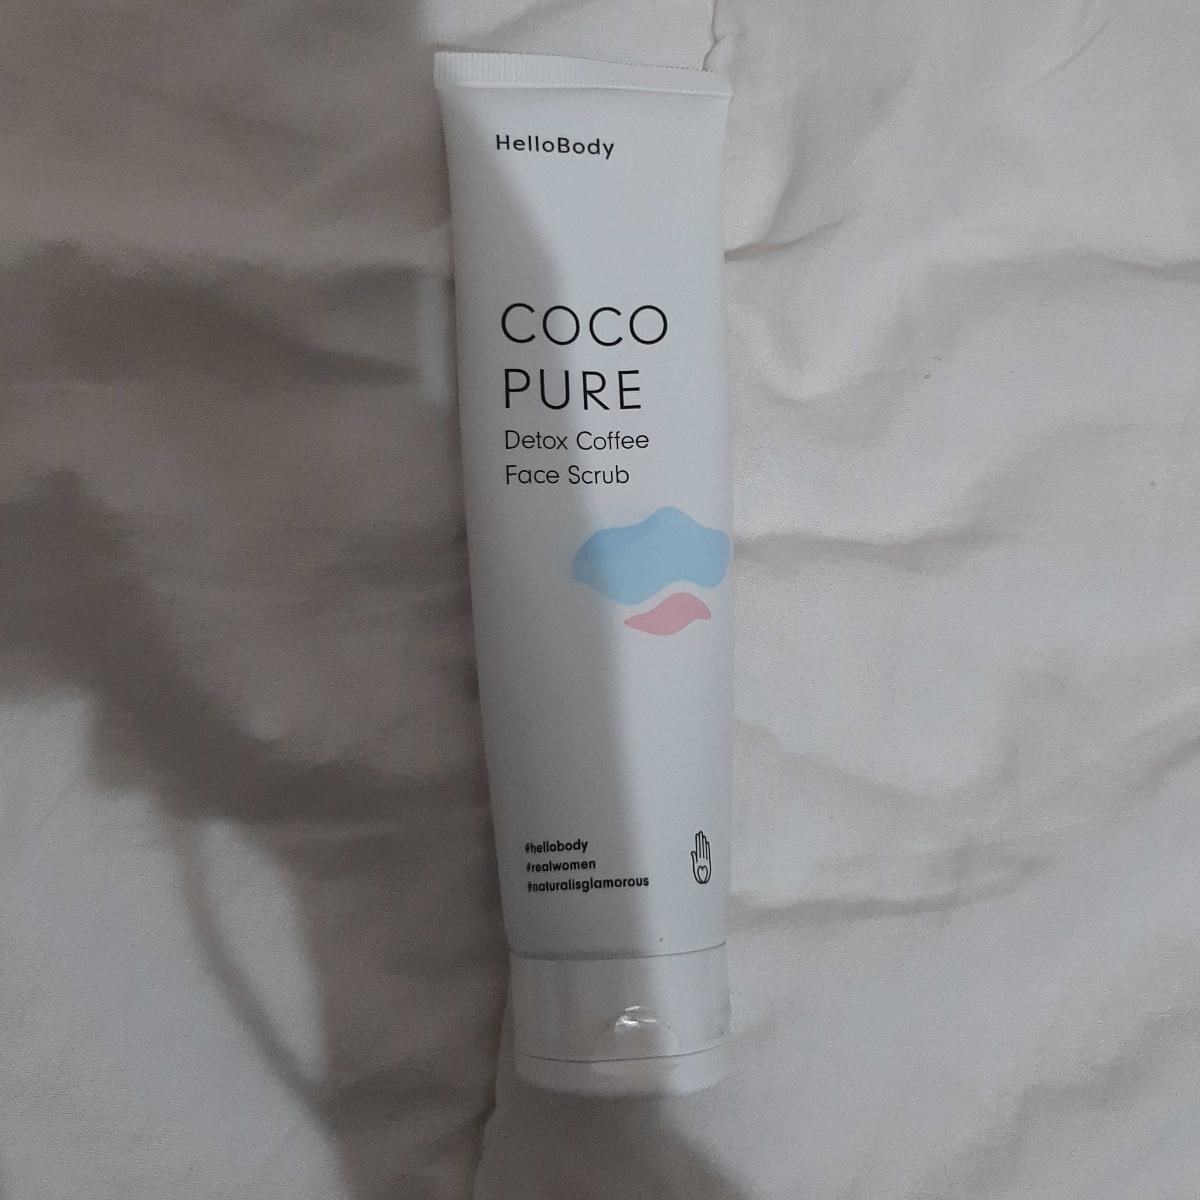 HelloBody
COCO
PURE
Detox Coffee
Face Scrub
#hellobody
#realwomen
#naturalisglamorous